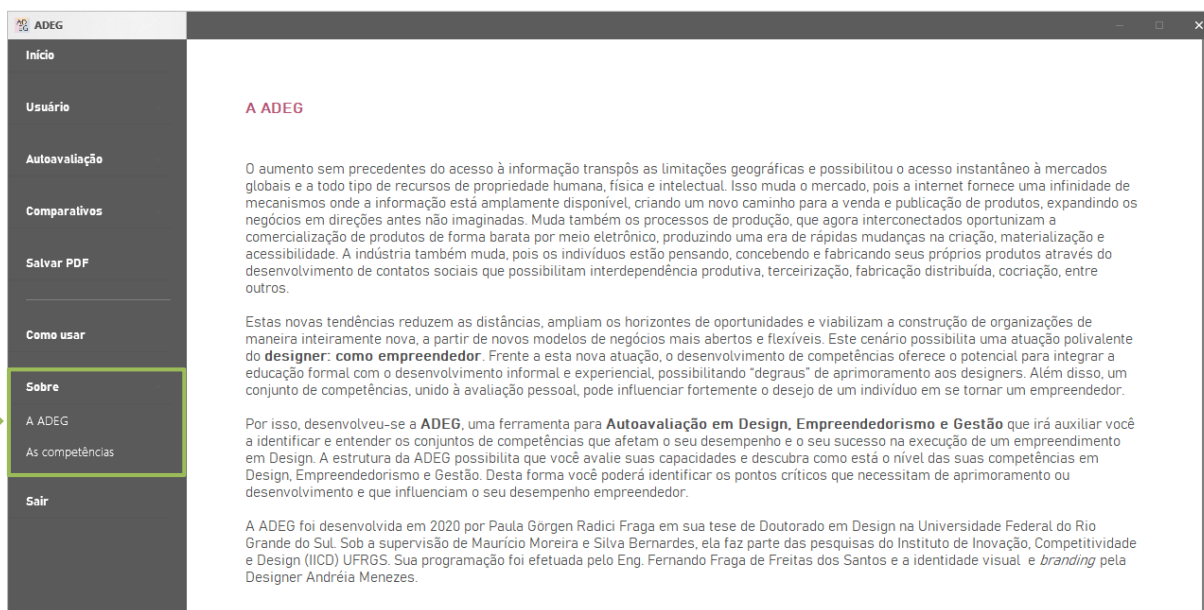 ADEG
Início
Usuário
Autoavaliação
Comparativos
Salvar PDF
Como usar
Sobre
A ADEG
As competências
Sair
A ADEG
O aumento sem precedentes do acesso à informação transpôs as limitações geográficas e possibilitou o acesso instantâneo à mercados
globais e a todo tipo de recursos de propriedade humana, física e intelectual. Isso muda o mercado, pois a internet fornece uma infinidade de
mecanismos onde a informação está amplamente disponível, criando um novo caminho para a venda e publicação de produtos, expandindo os
negócios em direções antes não imaginadas. Muda também os processos de produção, que agora interconectados oportunizam a
comercialização de produtos de forma barata por meio eletrônico, produzindo uma era de rápidas mudanças na criação, materialização e
acessibilidade. A indústria também muda, pois os indivíduos estão pensando, concebendo e fabricando seus próprios produtos através do
desenvolvimento de contatos sociais que possibilitam interdependência produtiva, terceirização, fabricação distribuída, cocriação, entre
outros.
Estas novas tendências reduzem as distâncias, ampliam os horizontes de oportunidades e viabilizam a construção de organizações de
maneira inteiramente nova, a partir de novos modelos de negócios mais abertos e flexíveis. Este cenário possibilita uma atuação polivalente
do designer: como empreendedor. Frente a esta nova atuação, o desenvolvimento de competências oferece o potencial para integrar a
educação formal com o desenvolvimento informal e experiencial, possibilitando “degraus” de aprimoramento aos designers. Além disso, um
conjunto de competências, unido à avaliação pessoal, pode influenciar fortemente o desejo de um indivíduo em se tornar um empreendedor.
Por isso, desenvolveu-se a ADEG, uma ferramenta para Autoavaliação em Design, Empreendedorismo e Gestão que irá auxiliar você
a identificar e entender os conjuntos de competências que afetam o seu desempenho e o seu sucesso na execução de um empreendimento
em Design. A estrutura da ADEG possibilita que você avalie suas capacidades e descubra como está o nível das suas competências em
Design, Empreendedorismo e Gestão. Desta forma você poderá identificar os pontos críticos que necessitam de aprimoramento ou
desenvolvimento e que influenciam o seu desempenho empreendedor.
A ADEG foi desenvolvida em 2020 por Paula Görgen Radici Fraga em sua tese de Doutorado em Design na Universidade Federal do Rio
Grande do Sul. Sob a supervisão de Maurício Moreira e Silva Bernardes, ela faz parte das pesquisas do Instituto de Inovação, Competitividade
e Design (IICD) UFRGS. Sua programação foi efetuada pelo Eng. Fernando Fraga de Freitas dos Santos e a identidade visual e branding pela
Designer Andréia Menezes.